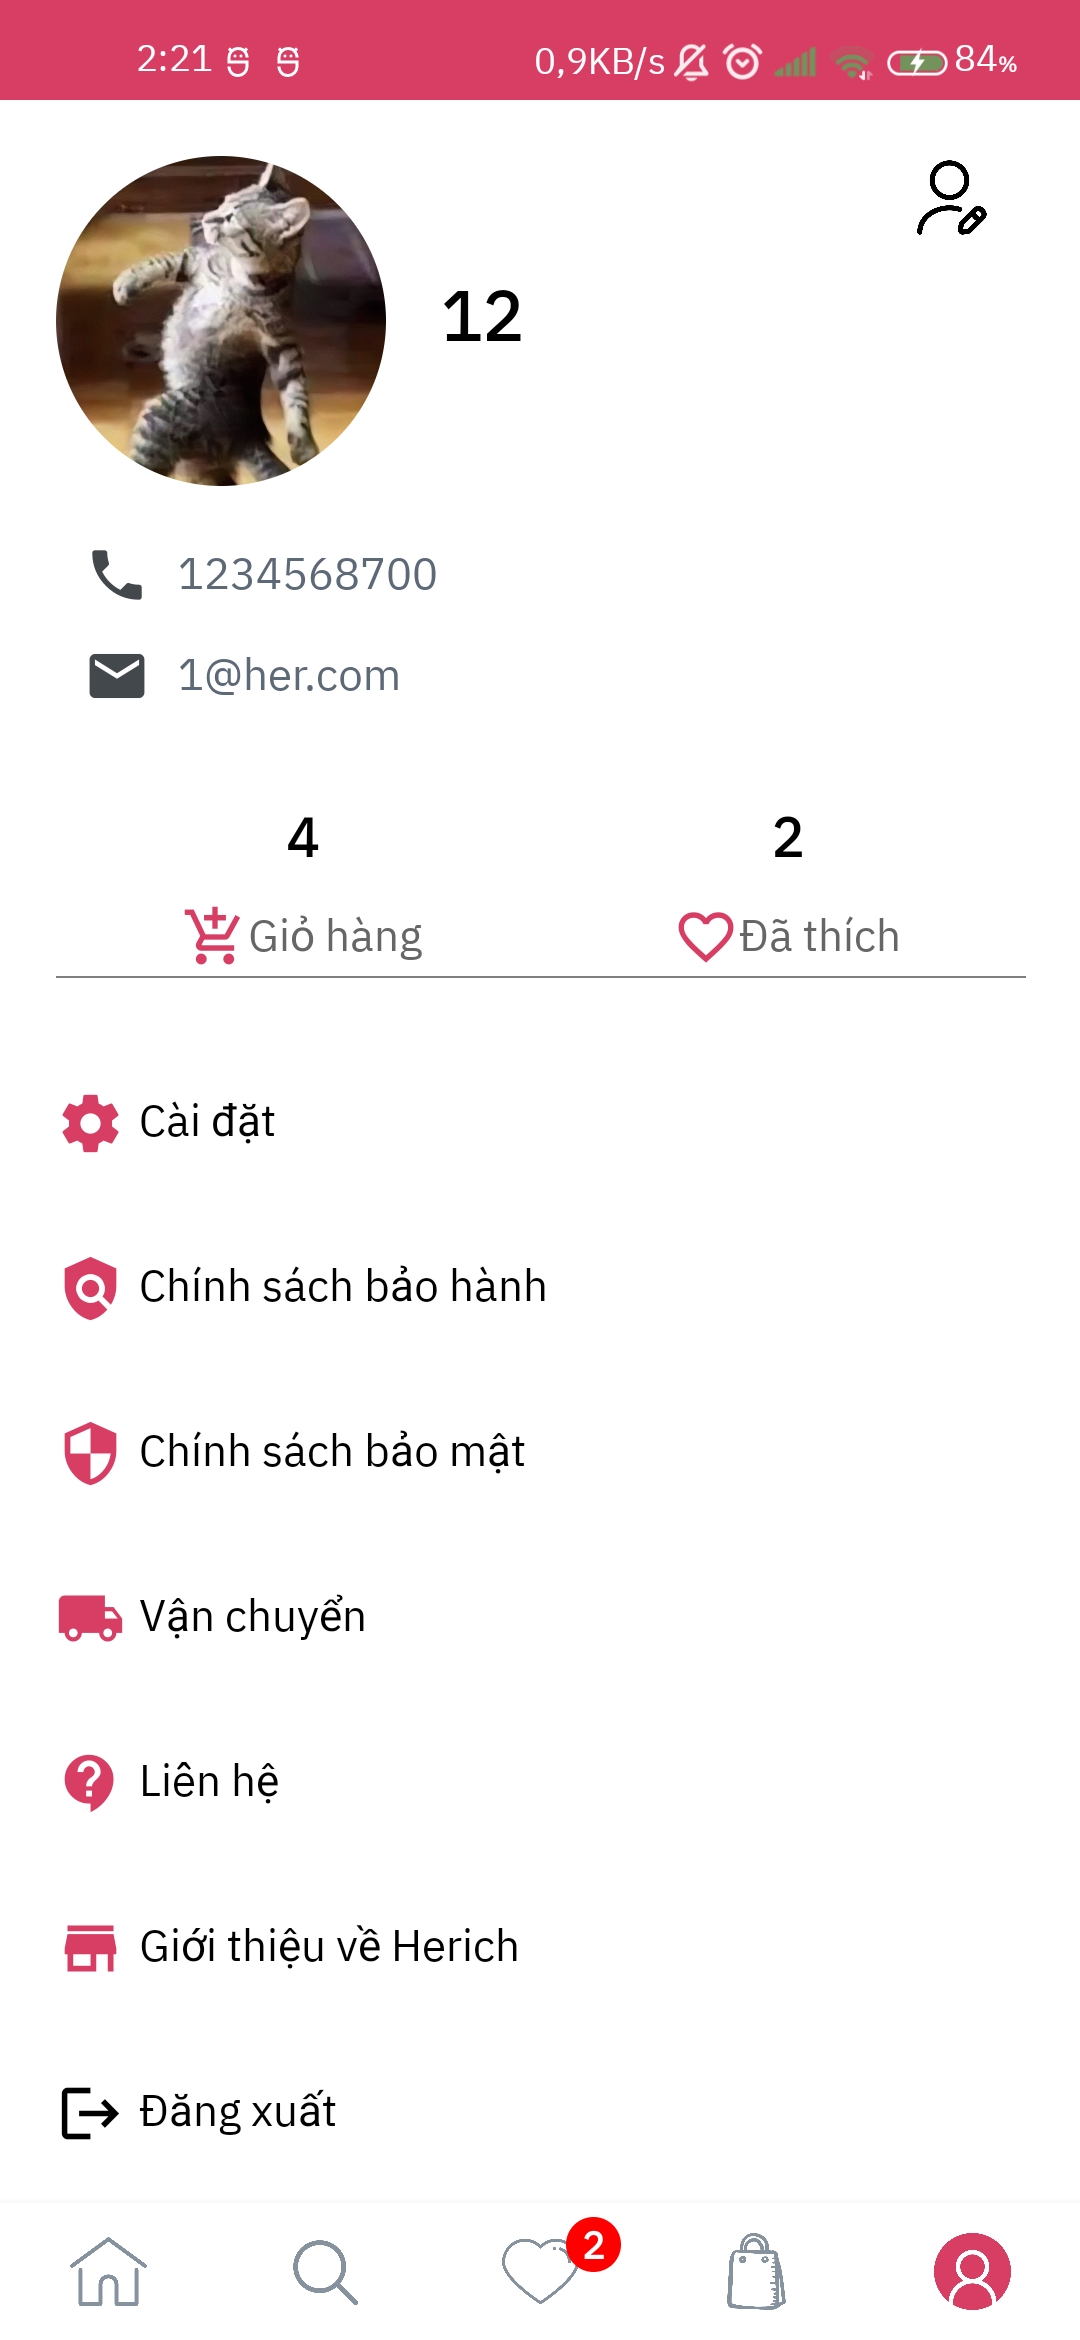 2:21 0,9KB/s 84%
12
1234568700
1@her.com
4 2
Giỏ hàng Đã thích
Cài đặt
Chính sách bảo hành
Chính sách bảo mật
Vận chuyển
Liên hệ
Giới thiệu về Herich
Đăng xuất
2